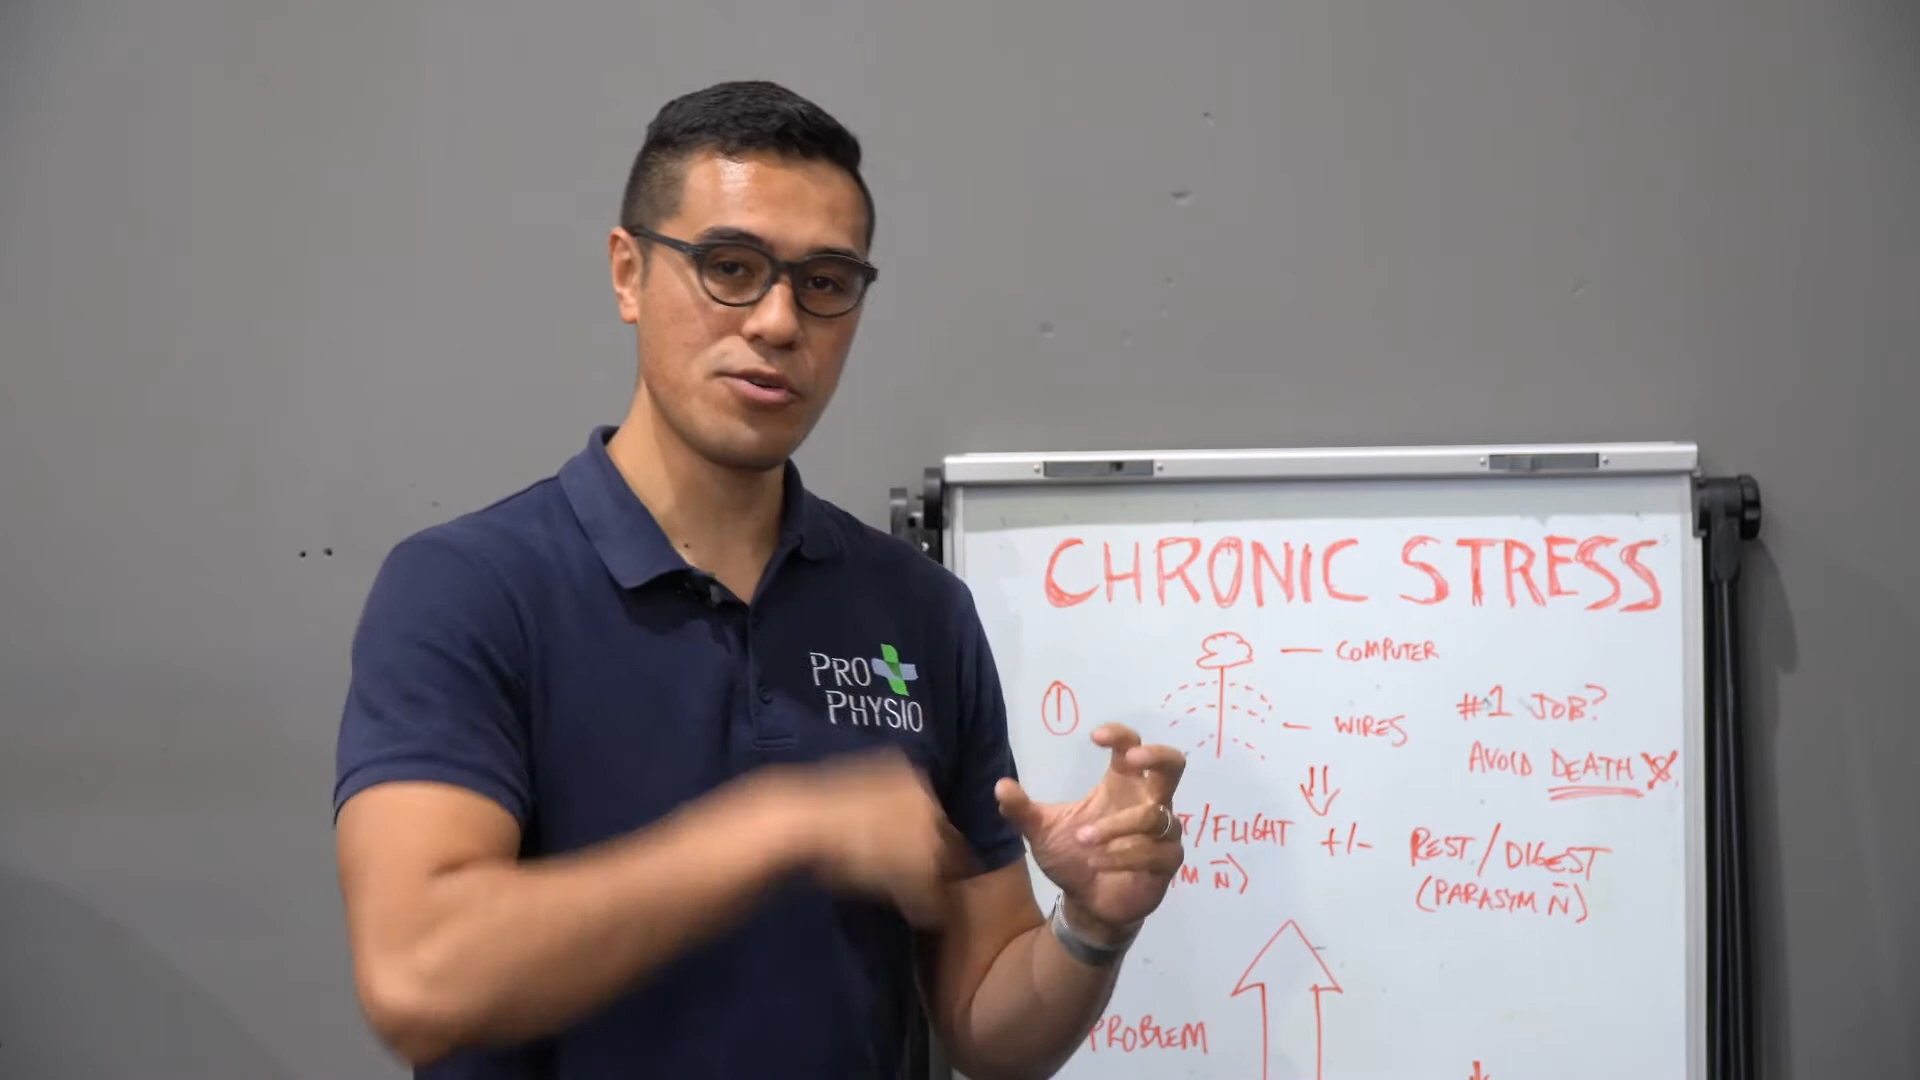 PRO
PHYSIO
CHRONIC STRESS
COMPUTER
①
WIRES
#1 JOB?
AVOID DEATH
/FLIGHT +/- REST/DIGEST
N̄) (PARASYM N̄)
PROBLEM